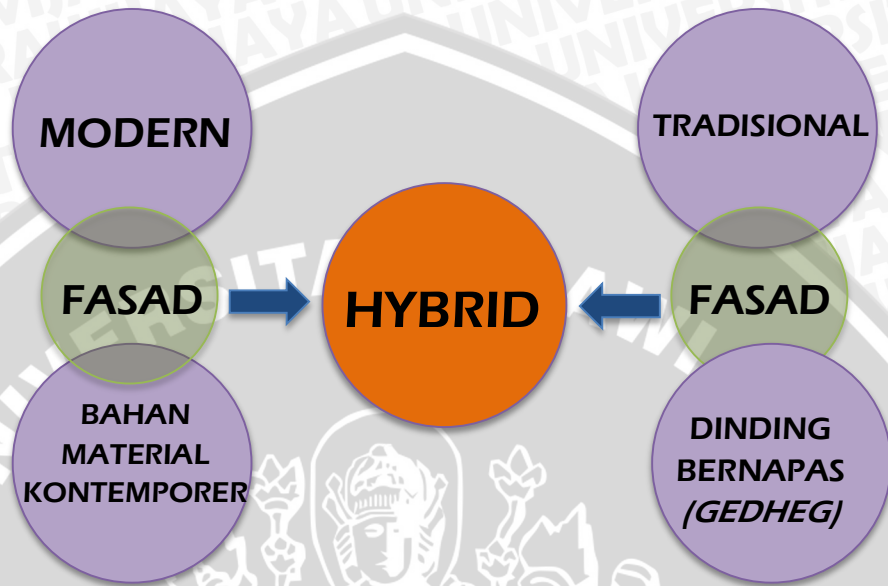 MODERN
FASAD
BAHAN
MATERIAL
KONTEMPORER
HYBRID
TRADISIONAL
FASAD
DINDING
BERNAPAS
(GEDHEG)